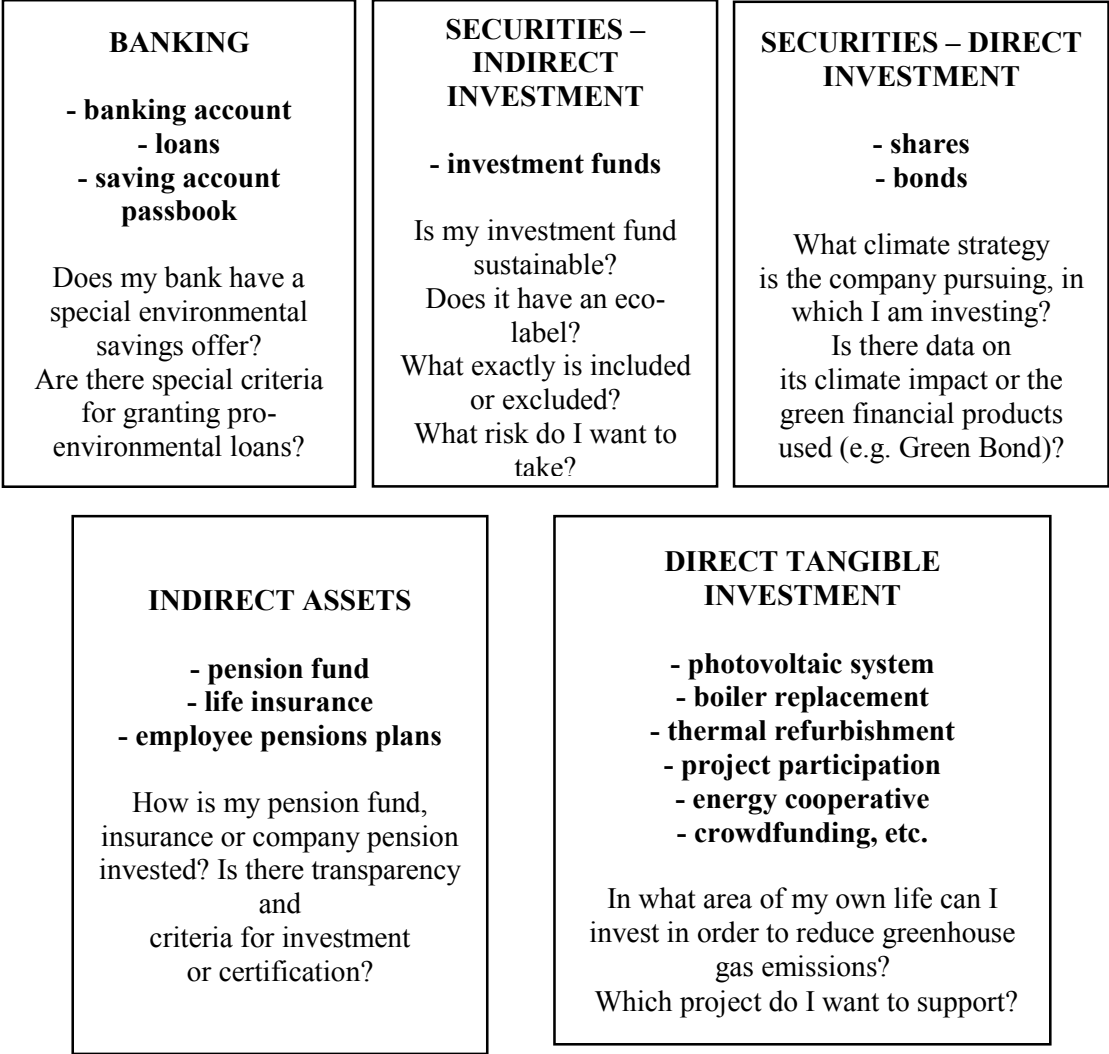 BANKING
- banking account
- loans
- saving account
passbook
Does my bank have a
special environmental
savings offer?
Are there special criteria
for granting pro-
environmental loans?
SECURITIES –
INDIRECT
INVESTMENT
- investment funds
Is my investment fund
sustainable?
Does it have an eco-
label?
What exactly is included
or excluded?
What risk do I want to
take?
SECURITIES – DIRECT
INVESTMENT
- shares
- bonds
What climate strategy
is the company pursuing, in
which I am investing?
Is there data on
its climate impact or the
green financial products
used (e.g. Green Bond)?
INDIRECT ASSETS
- pension fund
- life insurance
- employee pensions plans
How is my pension fund,
insurance or company pension
invested? Is there transparency
and
criteria for investment
or certification?
DIRECT TANGIBLE
INVESTMENT
- photovoltaic system
- boiler replacement
- thermal refurbishment
- project participation
- energy cooperative
- crowdfunding, etc.
In what area of my own life can I
invest in order to reduce greenhouse
gas emissions?
Which project do I want to support?